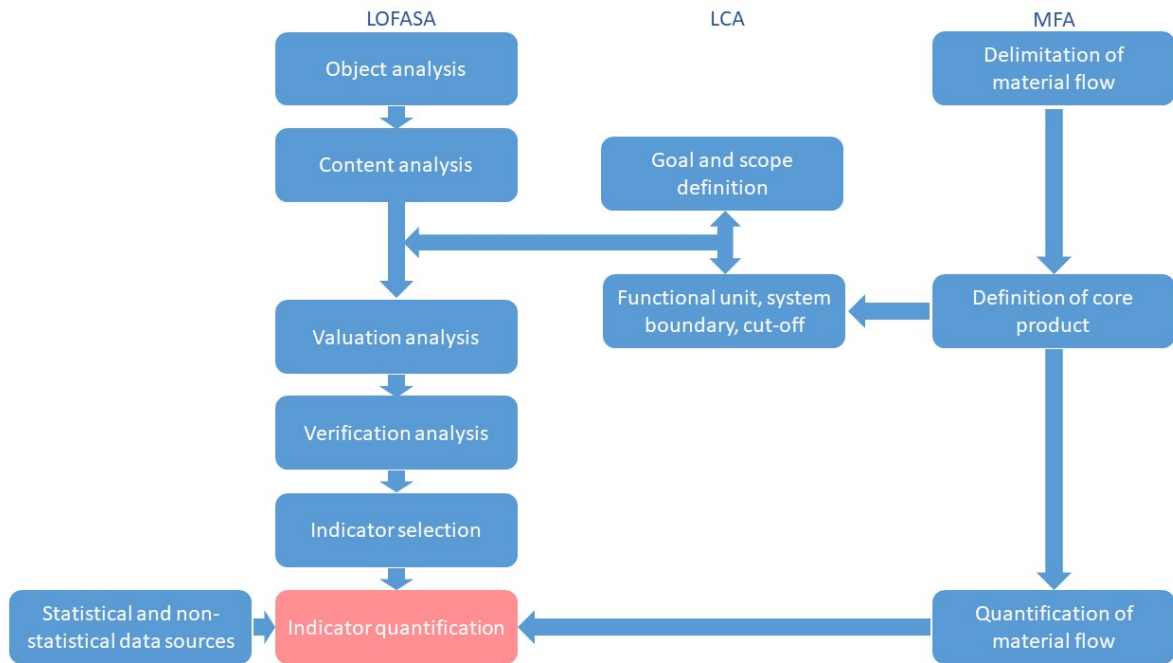 LOFASA
LCA
MFA
Object analysis
Delimitation of
material flow
Content analysis
Goal and scope
definition
Valuation analysis
Functional unit, system
boundary, cut-off
Definition of core
product
Verification analysis
Indicator selection
Statistical and non-
statistical data sources
Indicator quantification
Quantification of
material flow